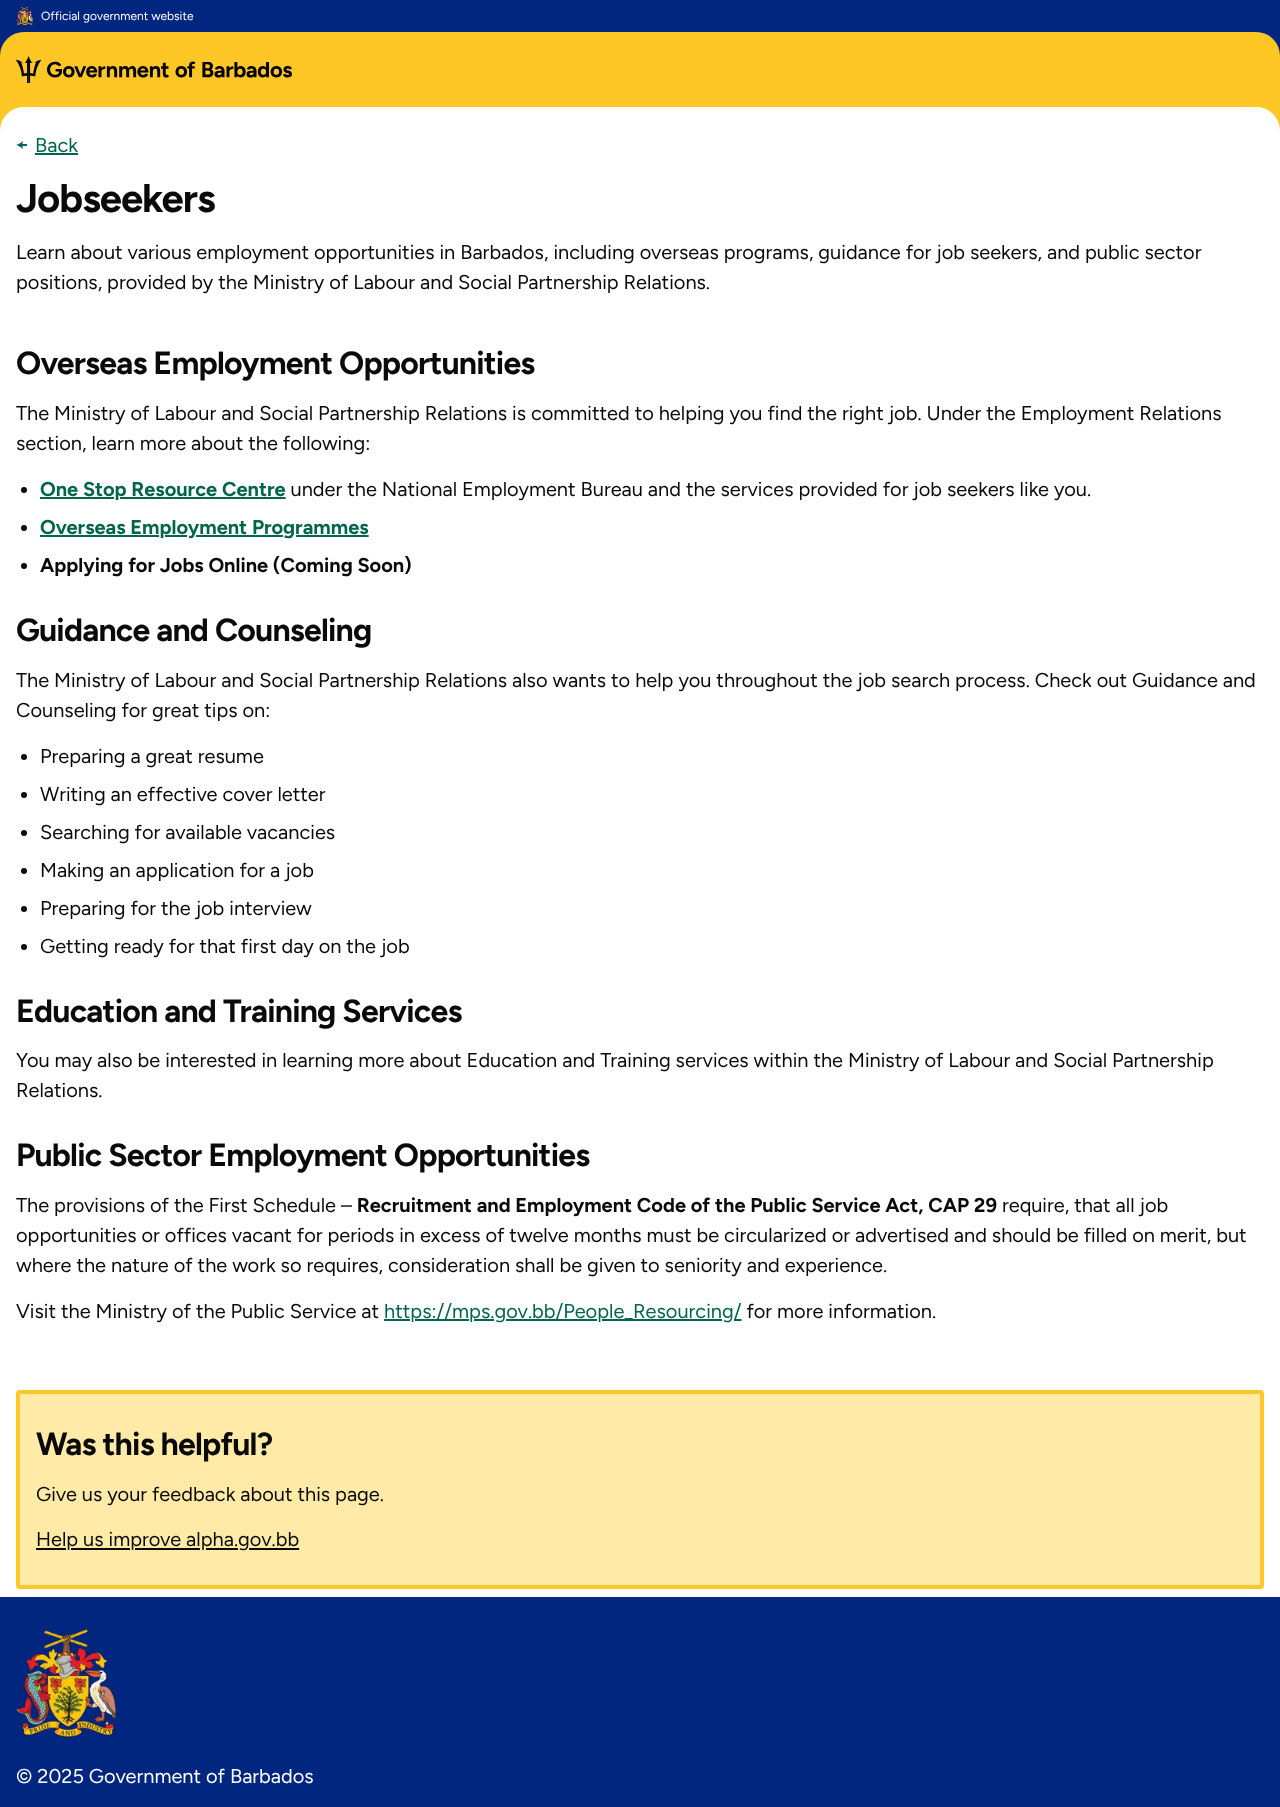 Official government website
Government of Barbados
Back
Jobseekers
Learn about various employment opportunities in Barbados, including overseas programs, guidance for job seekers, and public sector
positions, provided by the Ministry of Labour and Social Partnership Relations.
Overseas Employment Opportunities
The Ministry of Labour and Social Partnership Relations is committed to helping you find the right job. Under the Employment Relations
section, learn more about the following:
• One Stop Resource Centre under the National Employment Bureau and the services provided for job seekers like you.
• Overseas Employment Programmes
• Applying for Jobs Online (Coming Soon)
Guidance and Counseling
The Ministry of Labour and Social Partnership Relations also wants to help you throughout the job search process. Check out Guidance and
Counseling for great tips on:
• Preparing a great resume
• Writing an effective cover letter
• Searching for available vacancies
• Making an application for a job
• Preparing for the job interview
• Getting ready for that first day on the job
Education and Training Services
You may also be interested in learning more about Education and Training services within the Ministry of Labour and Social Partnership
Relations.
Public Sector Employment Opportunities
The provisions of the First Schedule – Recruitment and Employment Code of the Public Service Act, CAP 29 require, that all job
opportunities or offices vacant for periods in excess of twelve months must be circularized or advertised and should be filled on merit, but
where the nature of the work so requires, consideration shall be given to seniority and experience.
Visit the Ministry of the Public Service at https://mps.gov.bb/People_Resourcing/ for more information.
Was this helpful?
Give us your feedback about this page.
Help us improve alpha.gov.bb
PRIDE AND INDUSTRY
© 2025 Government of Barbados